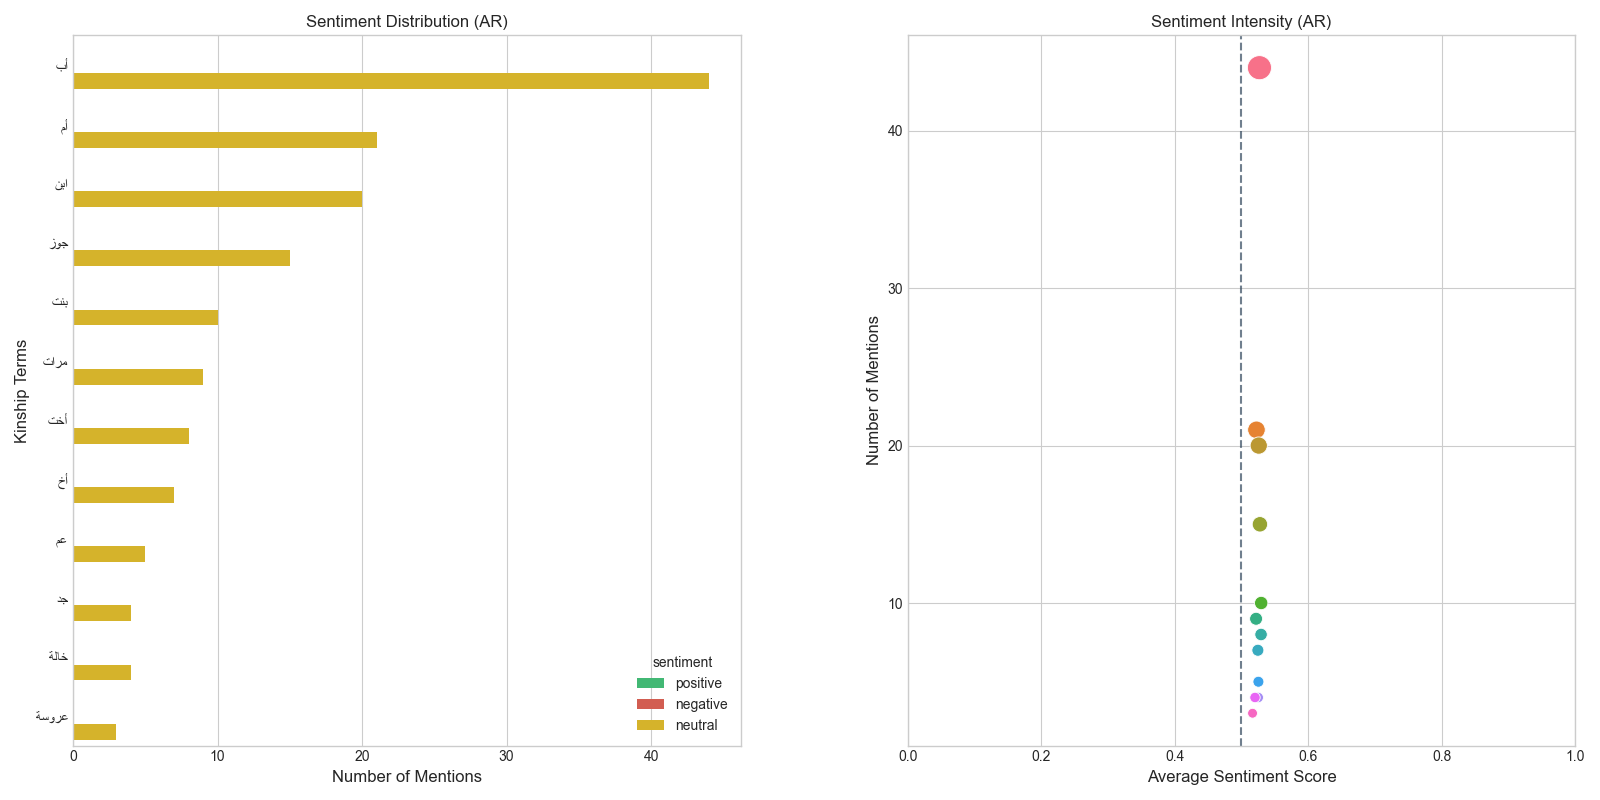 Sentiment Distribution (AR)
Kinship Terms
أب
أم
ابن
جوز
بنت
مرات
أخت
أخ
عم
جد
خالة
عروسة
sentiment
positive
negative
neutral
0 10 20 30 40
Number of Mentions
Sentiment Intensity (AR)
Number of Mentions
40
30
20
10
0.0 0.2 0.4 0.6 0.8 1.0
Average Sentiment Score